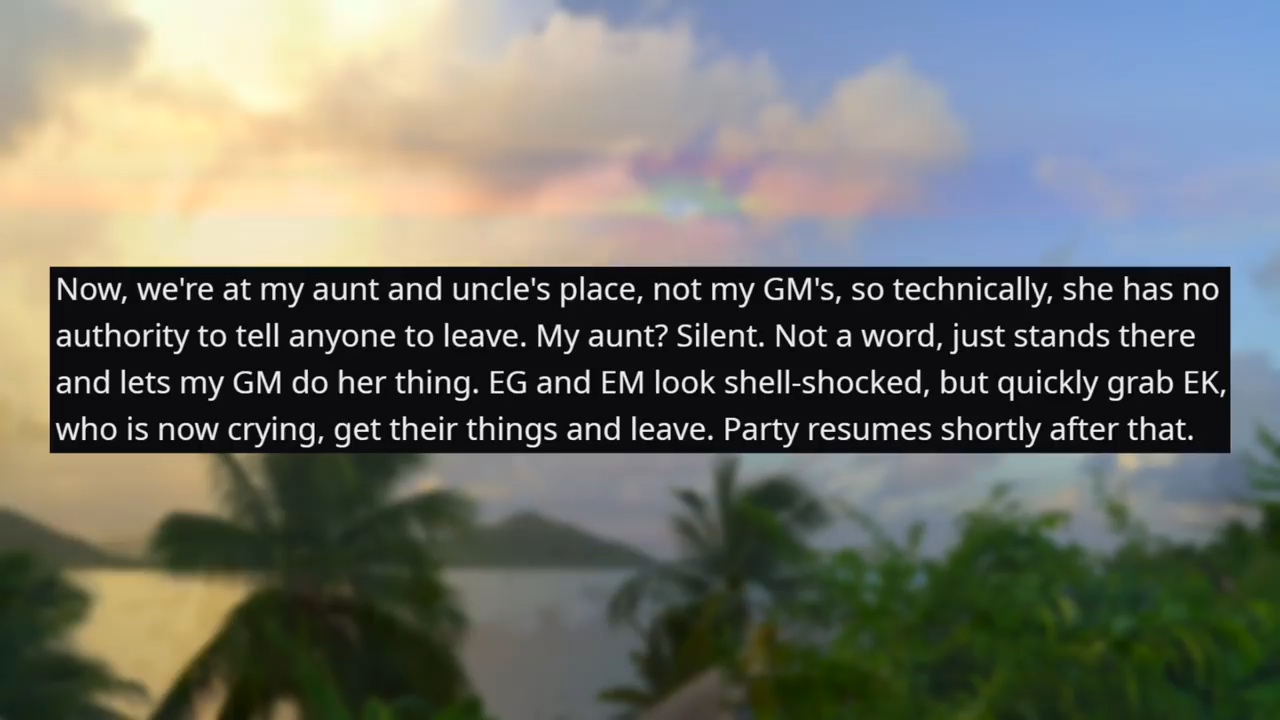 Now, we're at my aunt and uncle's place, not my GM's, so technically, she has no
authority to tell anyone to leave. My aunt? Silent. Not a word, just stands there
and lets my GM do her thing. EG and EM look shell-shocked, but quickly grab EK,
who is now crying, get their things and leave. Party resumes shortly after that.